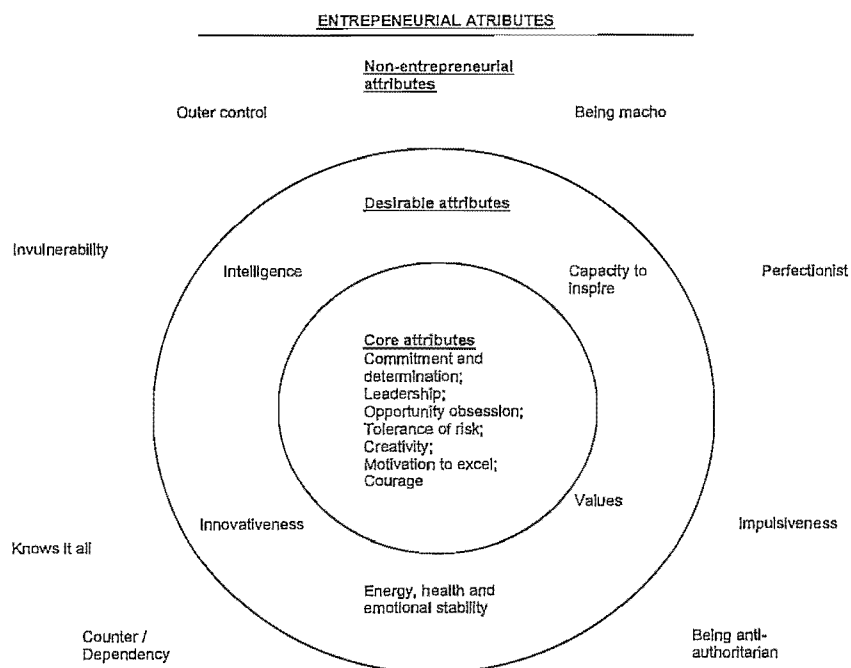 ENTREPENEURIAL ATRIBUTES
Non-entrepreneurial
attributes
Outer control
Being macho
Desirable attributes
Invulnerability
Intelligence
Capacity to
inspire
Perfectionist
Core attributes
Commitment and
determination;
Leadership;
Opportunity obsession;
Tolerance of risk;
Creativity;
Motivation to excel;
Courage
Values
Innovativeness
Impulsiveness
Knows it all
Energy, health and
emotional stability
Counter /
Dependency
Being anti-
authoritarian